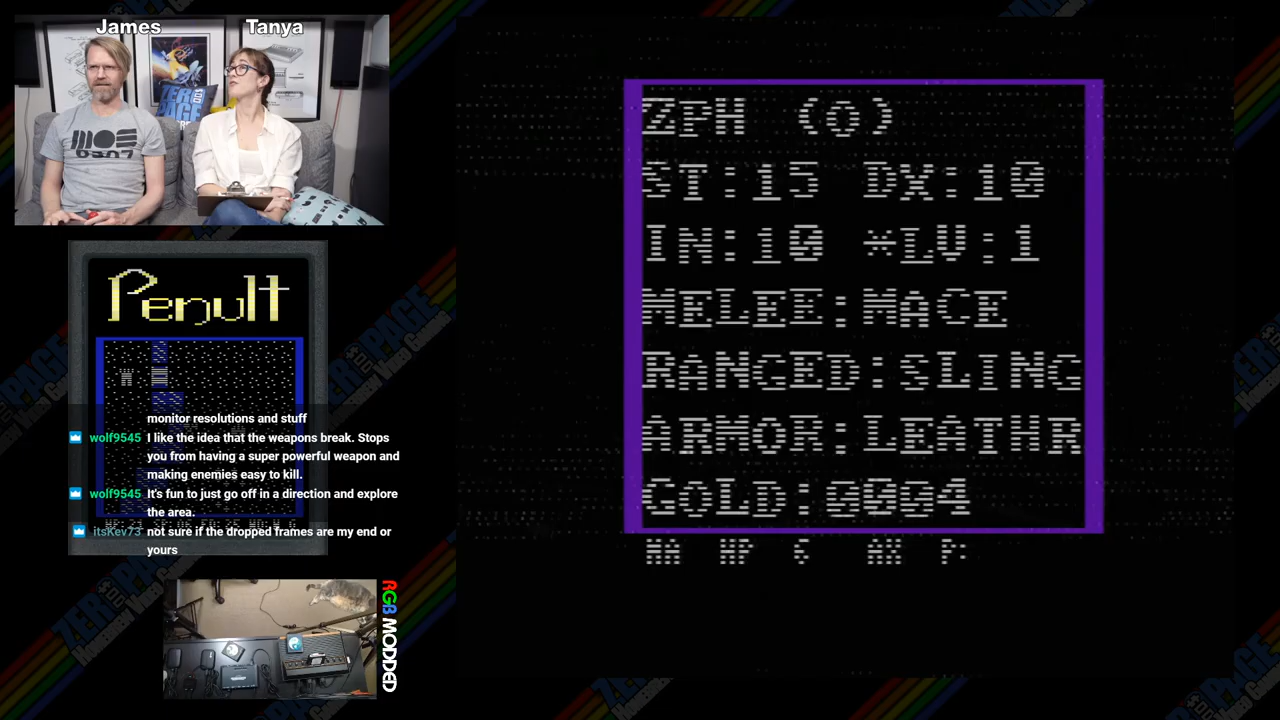 James
Tanya
Penult
monitor resolutions and stuff
wolf9545 I like the idea that the weapons break. Stops
you from having a super powerful weapon and
making enemies easy to kill.
wolf9545 It's fun to just go off in a direction and explore
the area.
itsKev73 not sure if the dropped frames are my end or
yours
RGB MODDED
ZPH (0)
ST:15 DX:10
IN:10 *LV:1
MELEE:MACE
RANGED:SLING
ARMOR:LEATHR
GOLD:0004